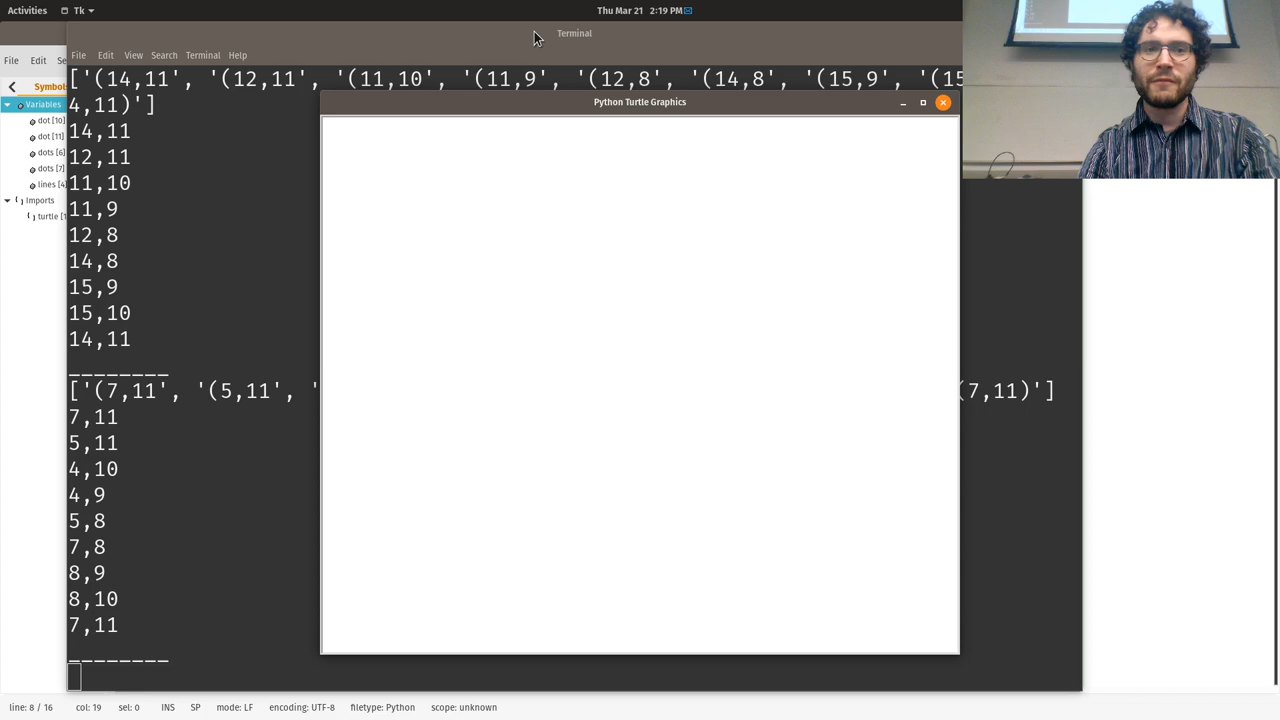 Activities Tk Thu Mar 21 2:19 PM
Terminal
File Edit View Search Terminal Help
File Edit Se
Symbols
Variables
dot [10]
dot [11]
dots [6]
dots [7]
lines [4]
Imports
turtle [1
['(14,11', '(12,11', '(11,10', '(11,9', '(12,8', '(14,8', '(15,9', '(15
4,11)']
14,11
12,11
11,10
11,9
12,8
14,8
15,9
15,10
14,11
________
['(7,11', '(5,11', '
(7,11)']
7,11
5,11
4,10
4,9
5,8
7,8
8,9
8,10
7,11
________
Python Turtle Graphics
line: 8 / 16 col: 19 sel: 0 INS SP mode: LF encoding: UTF-8 filetype: Python scope: unknown